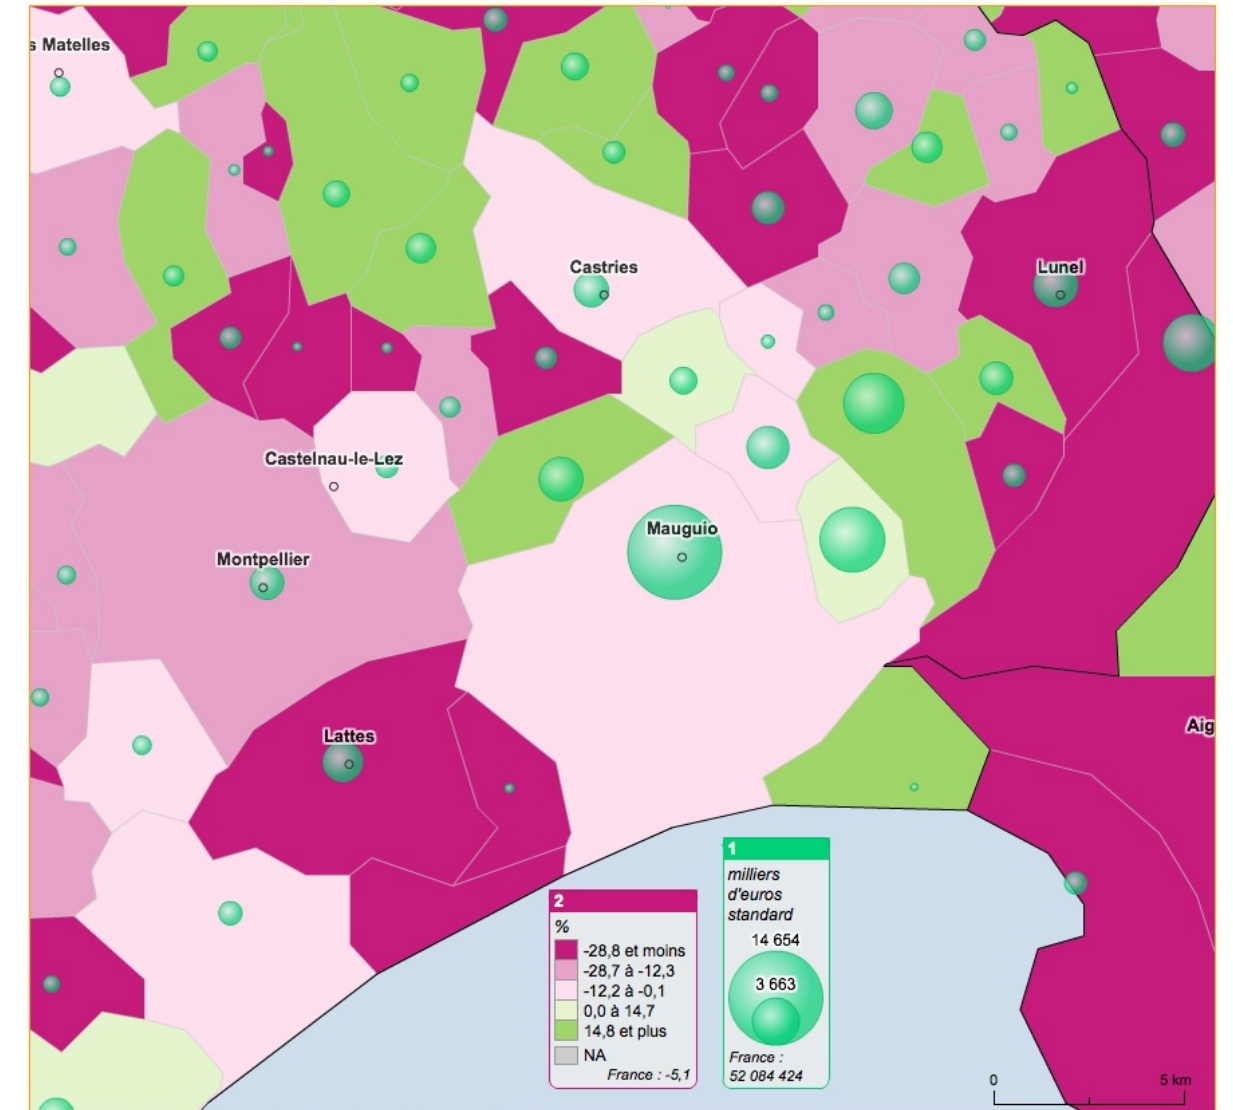 s Matelles
Castries
Lunel
Castelnau-le-Lez
Mauguio
Montpellier
Lattes
Aig
2
%
-28,8 et moins
-28,7 à -12,3
-12,2 à -0,1
0,0 à 14,7
14,8 et plus
NA
France : -5,1
1
milliers
d'euros
standard
14 654
3 663
France :
52 084 424
0 5 km